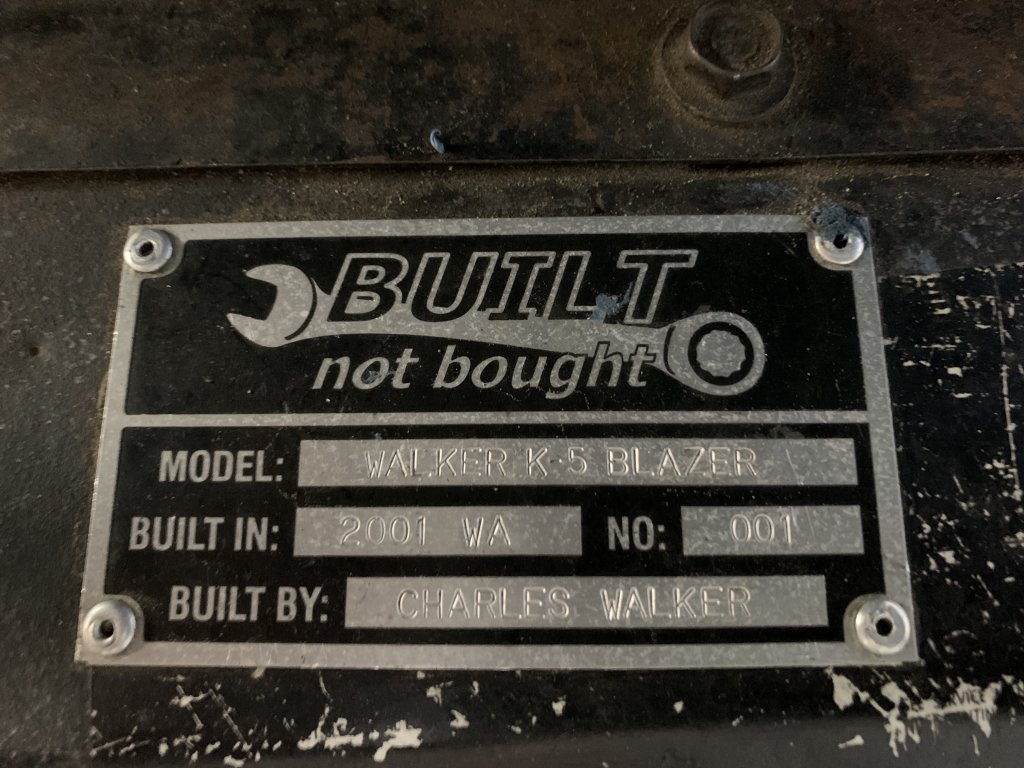 BUILT
not bought
MODEL: WALKER K-5 BLAZER
BUILT IN: 2001 WA NO: 001
BUILT BY: CHARLES WALKER